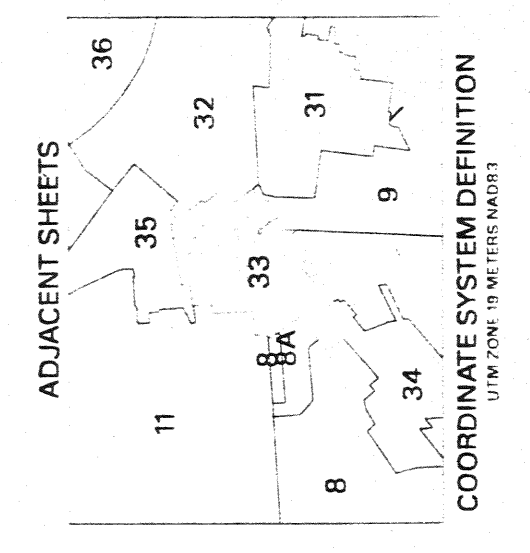 ADJACENT SHEETS
36
32
31
35
33
9
11
8
8A
8
34
COORDINATE SYSTEM DEFINITION
UTM ZONE 19 METERS NAD83